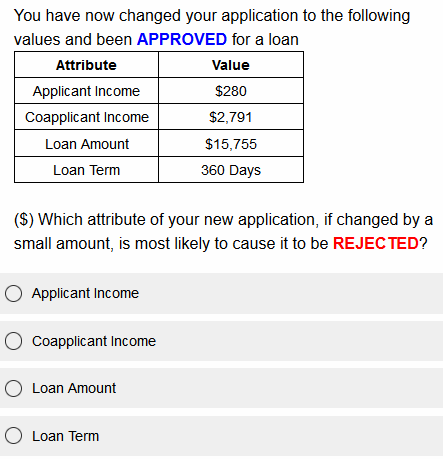 You have now changed your application to the following
values and been APPROVED for a loan
Attribute Value
Applicant Income $280
Coapplicant Income $2,791
Loan Amount $15,755
Loan Term 360 Days
($) Which attribute of your new application, if changed by a
small amount, is most likely to cause it to be REJECTED?
Applicant Income
Coapplicant Income
Loan Amount
Loan Term